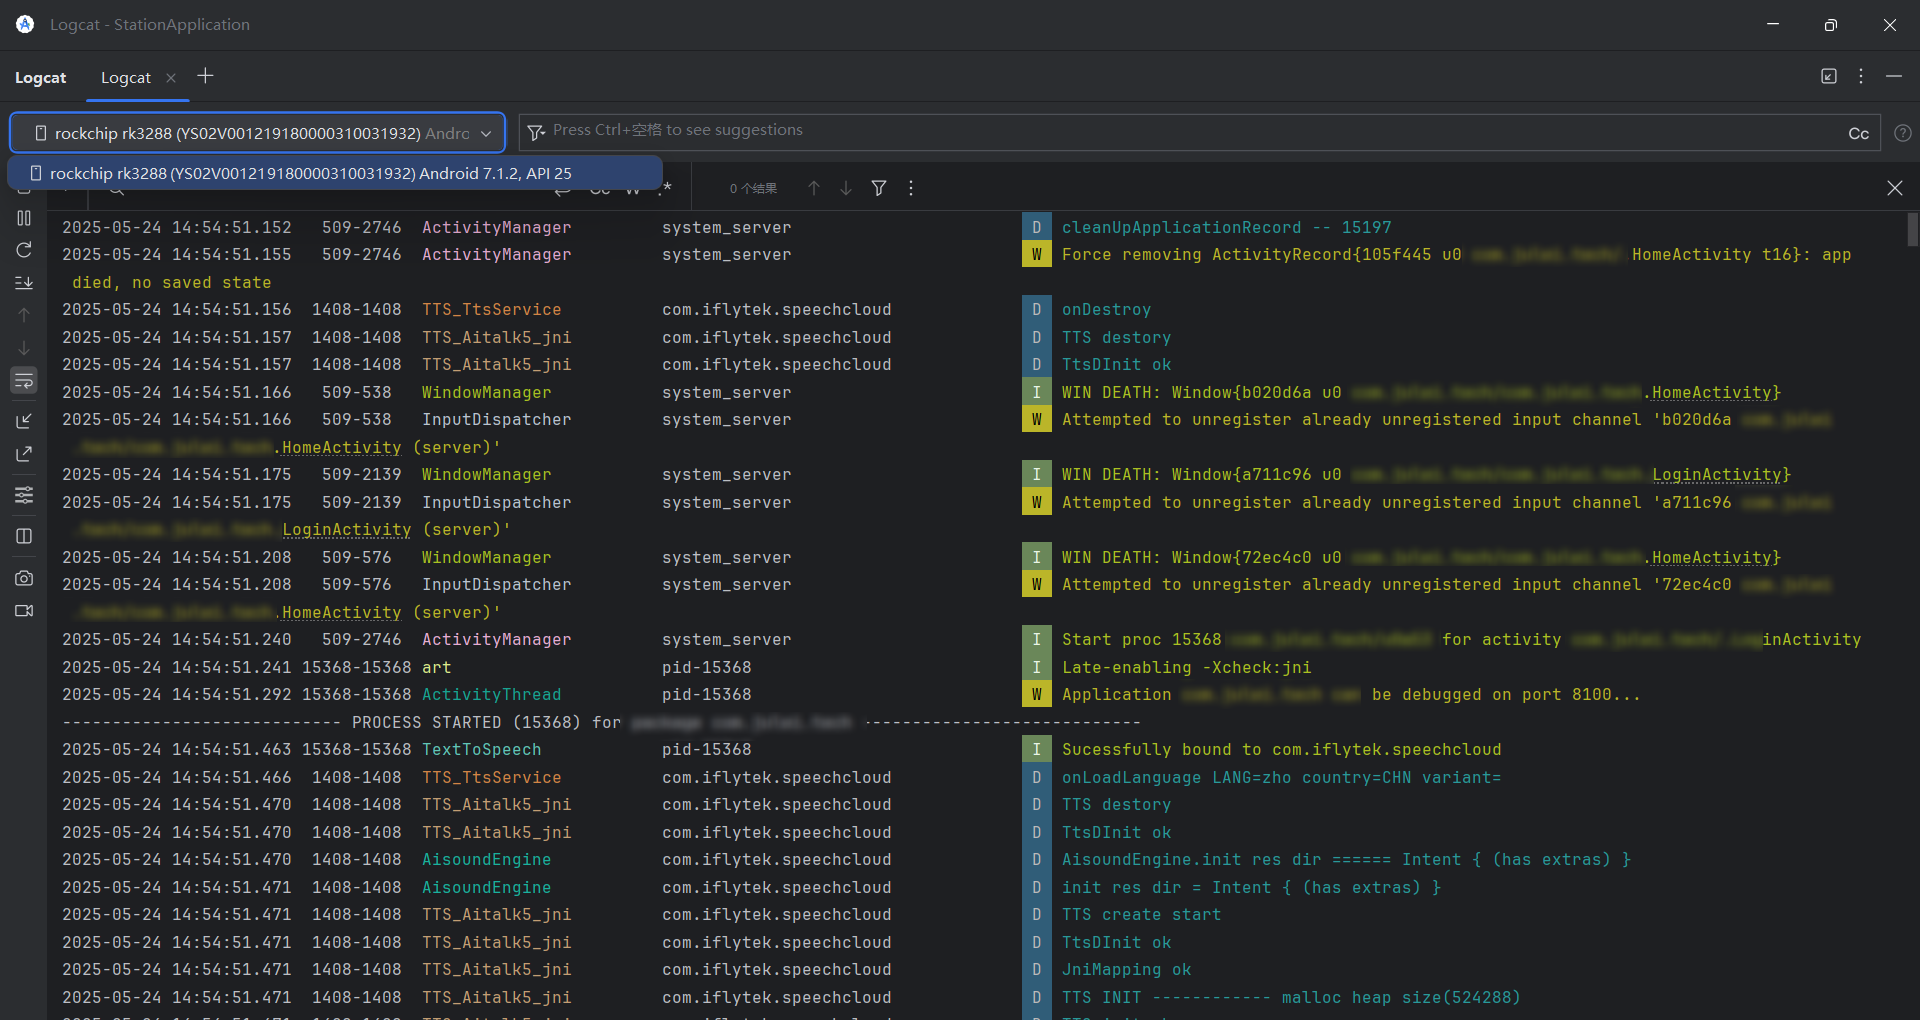 Logcat - StationApplication
Logcat Logcat
rockchip rk3288 (YS02V001219180000310031932) Andro Press Ctrl+空格 to see suggestions Cc
rockchip rk3288 (YS02V001219180000310031932) Android 7.1.2, API 25
0 个结果
2025-05-24 14:54:51.152 509-2746 ActivityManager system_server D cleanUpApplicationRecord -- 15197
2025-05-24 14:54:51.155 509-2746 ActivityManager system_server W Force removing ActivityRecord{105f445 u0 HomeActivity t16}: app
died, no saved state
2025-05-24 14:54:51.156 1408-1408 TTS_TtsService com.iflytek.speechcloud D onDestroy
2025-05-24 14:54:51.157 1408-1408 TTS_Aitalk5_jni com.iflytek.speechcloud D TTS destory
2025-05-24 14:54:51.157 1408-1408 TTS_Aitalk5_jni com.iflytek.speechcloud D TtsDInit ok
2025-05-24 14:54:51.166 509-538 WindowManager system_server I WIN DEATH: Window{b020d6a u0 .HomeActivity}
2025-05-24 14:54:51.166 509-538 InputDispatcher system_server W Attempted to unregister already unregistered input channel 'b020d6a
.HomeActivity (server)'
2025-05-24 14:54:51.175 509-2139 WindowManager system_server I WIN DEATH: Window{a711c96 u0 LoginActivity}
2025-05-24 14:54:51.175 509-2139 InputDispatcher system_server W Attempted to unregister already unregistered input channel 'a711c96
LoginActivity (server)'
2025-05-24 14:54:51.208 509-576 WindowManager system_server I WIN DEATH: Window{72ec4c0 u0 .HomeActivity}
2025-05-24 14:54:51.208 509-576 InputDispatcher system_server W Attempted to unregister already unregistered input channel '72ec4c0
.HomeActivity (server)'
2025-05-24 14:54:51.240 509-2746 ActivityManager system_server I Start proc 15368 for activity inActivity
2025-05-24 14:54:51.241 15368-15368 art pid-15368 I Late-enabling -Xcheck:jni
2025-05-24 14:54:51.292 15368-15368 ActivityThread pid-15368 W Application be debugged on port 8100...
---------------------------- PROCESS STARTED (15368) for ----------------------------
2025-05-24 14:54:51.463 15368-15368 TextToSpeech pid-15368 I Sucessfully bound to com.iflytek.speechcloud
2025-05-24 14:54:51.466 1408-1408 TTS_TtsService com.iflytek.speechcloud D onLoadLanguage LANG=zho country=CHN variant=
2025-05-24 14:54:51.470 1408-1408 TTS_Aitalk5_jni com.iflytek.speechcloud D TTS destory
2025-05-24 14:54:51.470 1408-1408 TTS_Aitalk5_jni com.iflytek.speechcloud D TtsDInit ok
2025-05-24 14:54:51.470 1408-1408 AisoundEngine com.iflytek.speechcloud D AisoundEngine.init res dir ====== Intent { (has extras) }
2025-05-24 14:54:51.471 1408-1408 AisoundEngine com.iflytek.speechcloud D init res dir = Intent { (has extras) }
2025-05-24 14:54:51.471 1408-1408 TTS_Aitalk5_jni com.iflytek.speechcloud D TTS create start
2025-05-24 14:54:51.471 1408-1408 TTS_Aitalk5_jni com.iflytek.speechcloud D TtsDInit ok
2025-05-24 14:54:51.471 1408-1408 TTS_Aitalk5_jni com.iflytek.speechcloud D JniMapping ok
2025-05-24 14:54:51.471 1408-1408 TTS_Aitalk5_jni com.iflytek.speechcloud D TTS INIT ------------ malloc heap size(524288)